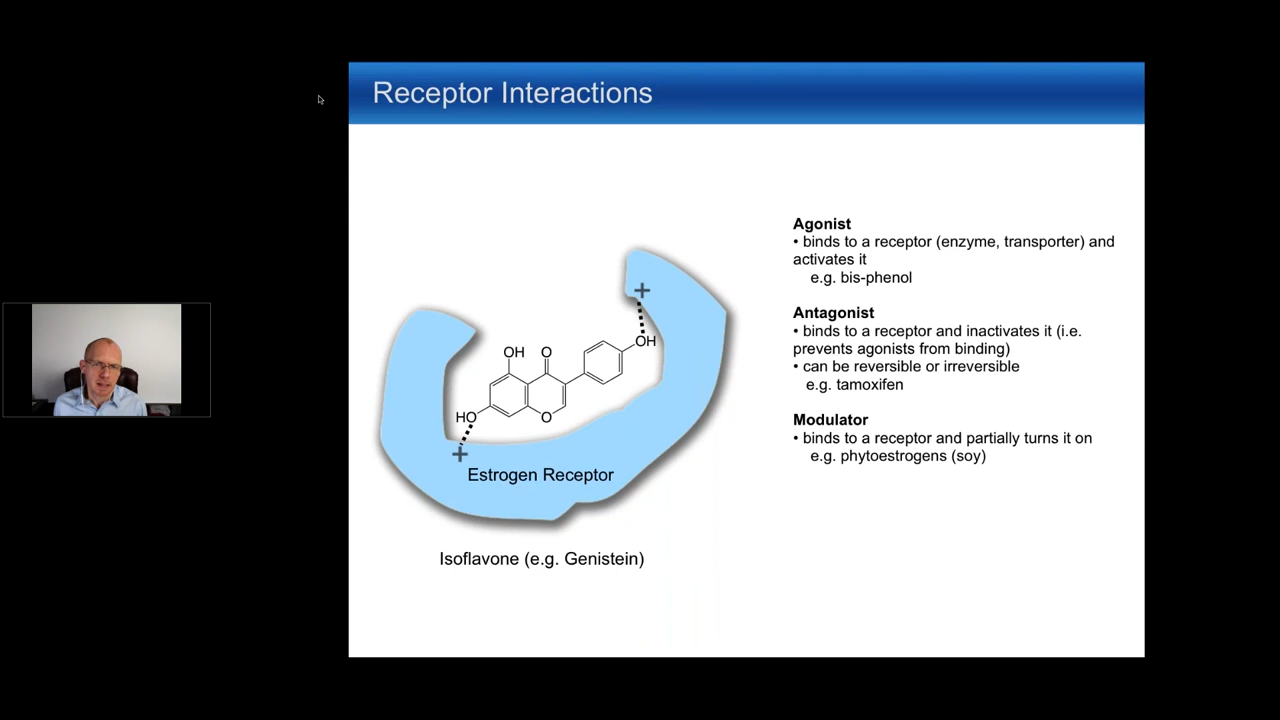 Receptor Interactions
Agonist
• binds to a receptor (enzyme, transporter) and
activates it
e.g. bis-phenol
Antagonist
• binds to a receptor and inactivates it (i.e.
prevents agonists from binding)
• can be reversible or irreversible
e.g. tamoxifen
Modulator
• binds to a receptor and partially turns it on
e.g. phytoestrogens (soy)
+
OH
OH O
HO
O
+
Estrogen Receptor
Isoflavone (e.g. Genistein)